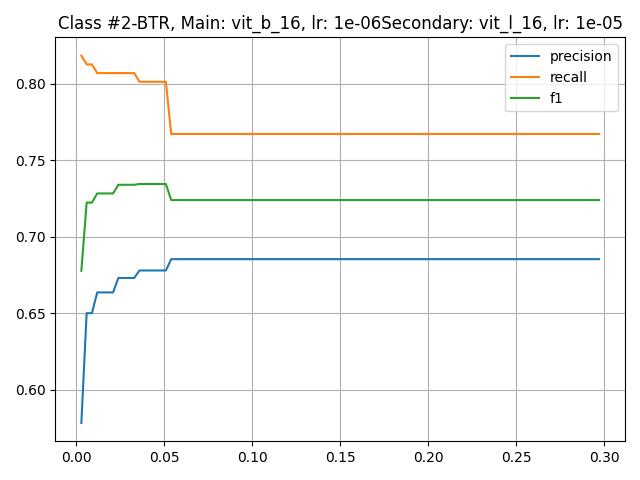 Class #2-BTR, Main: vit_b_16, lr: 1e-06Secondary: vit_l_16, lr: 1e-05
precision
recall
f1
0.80
0.75
0.70
0.65
0.60
0.00 0.05 0.10 0.15 0.20 0.25 0.30